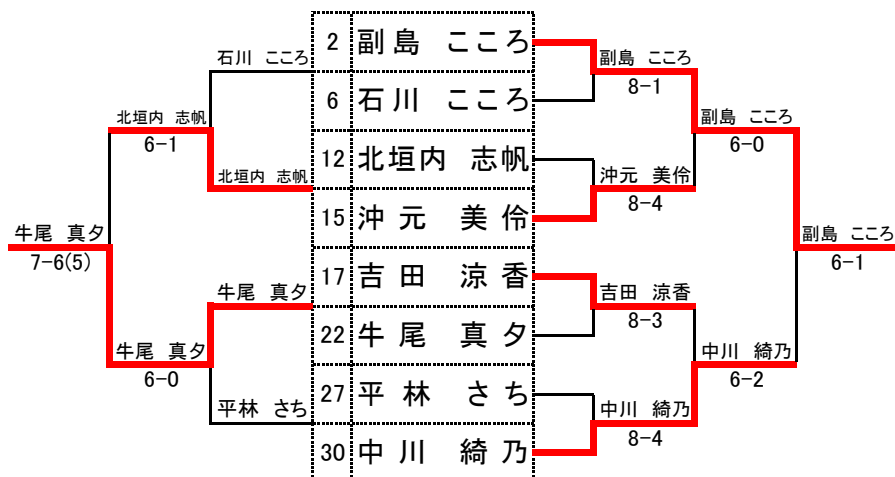 石川 こころ
北垣内 志帆
6-1
北垣内 志帆
牛尾 真夕
7-6(5)
牛尾 真夕
牛尾 真夕
6-0
平林 さち
2 副島 こころ
6 石川 こころ
12 北垣内 志帆
15 沖元 美伶
17 吉田 涼香
22 牛尾 真夕
27 平林 さち
30 中川 綺乃
副島 こころ
8-1
沖元 美伶
8-4
吉田 涼香
8-3
中川 綺乃
8-4
副島 こころ
6-0
中川 綺乃
6-2
副島 こころ
6-1